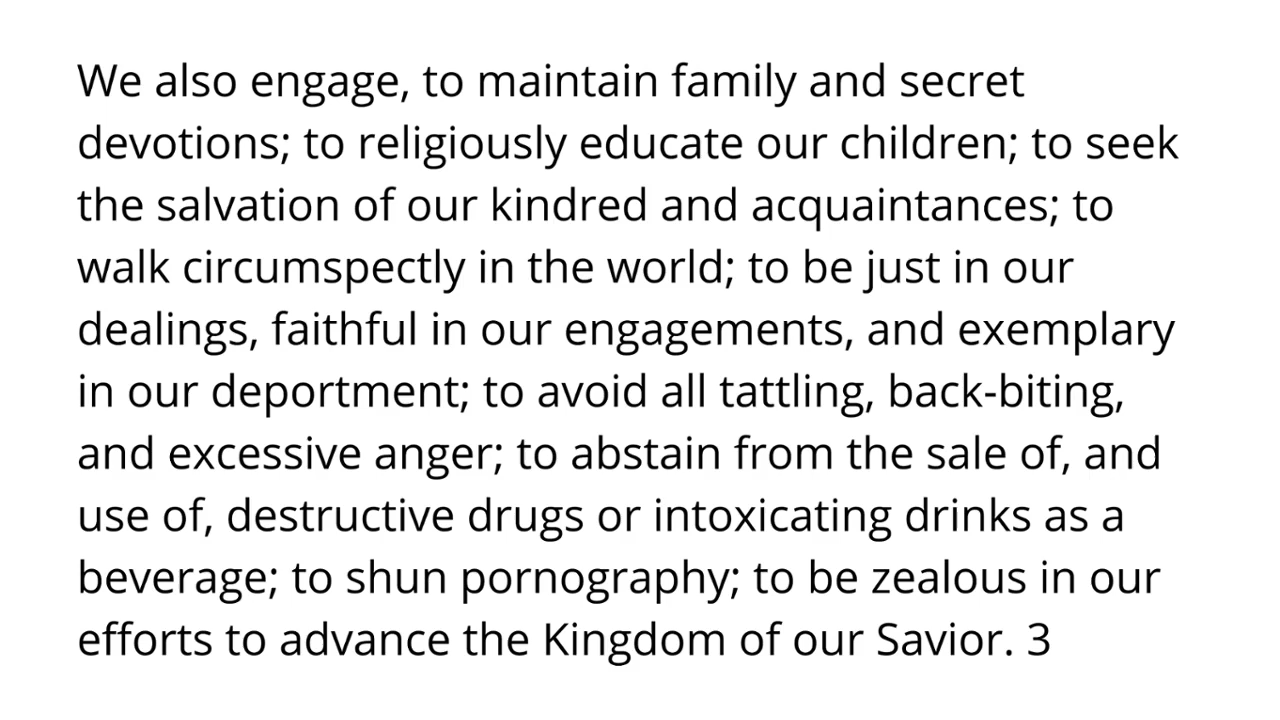 We also engage, to maintain family and secret
devotions; to religiously educate our children; to seek
the salvation of our kindred and acquaintances; to
walk circumspectly in the world; to be just in our
dealings, faithful in our engagements, and exemplary
in our deportment; to avoid all tattling, back-biting,
and excessive anger; to abstain from the sale of, and
use of, destructive drugs or intoxicating drinks as a
beverage; to shun pornography; to be zealous in our
efforts to advance the Kingdom of our Savior. 3